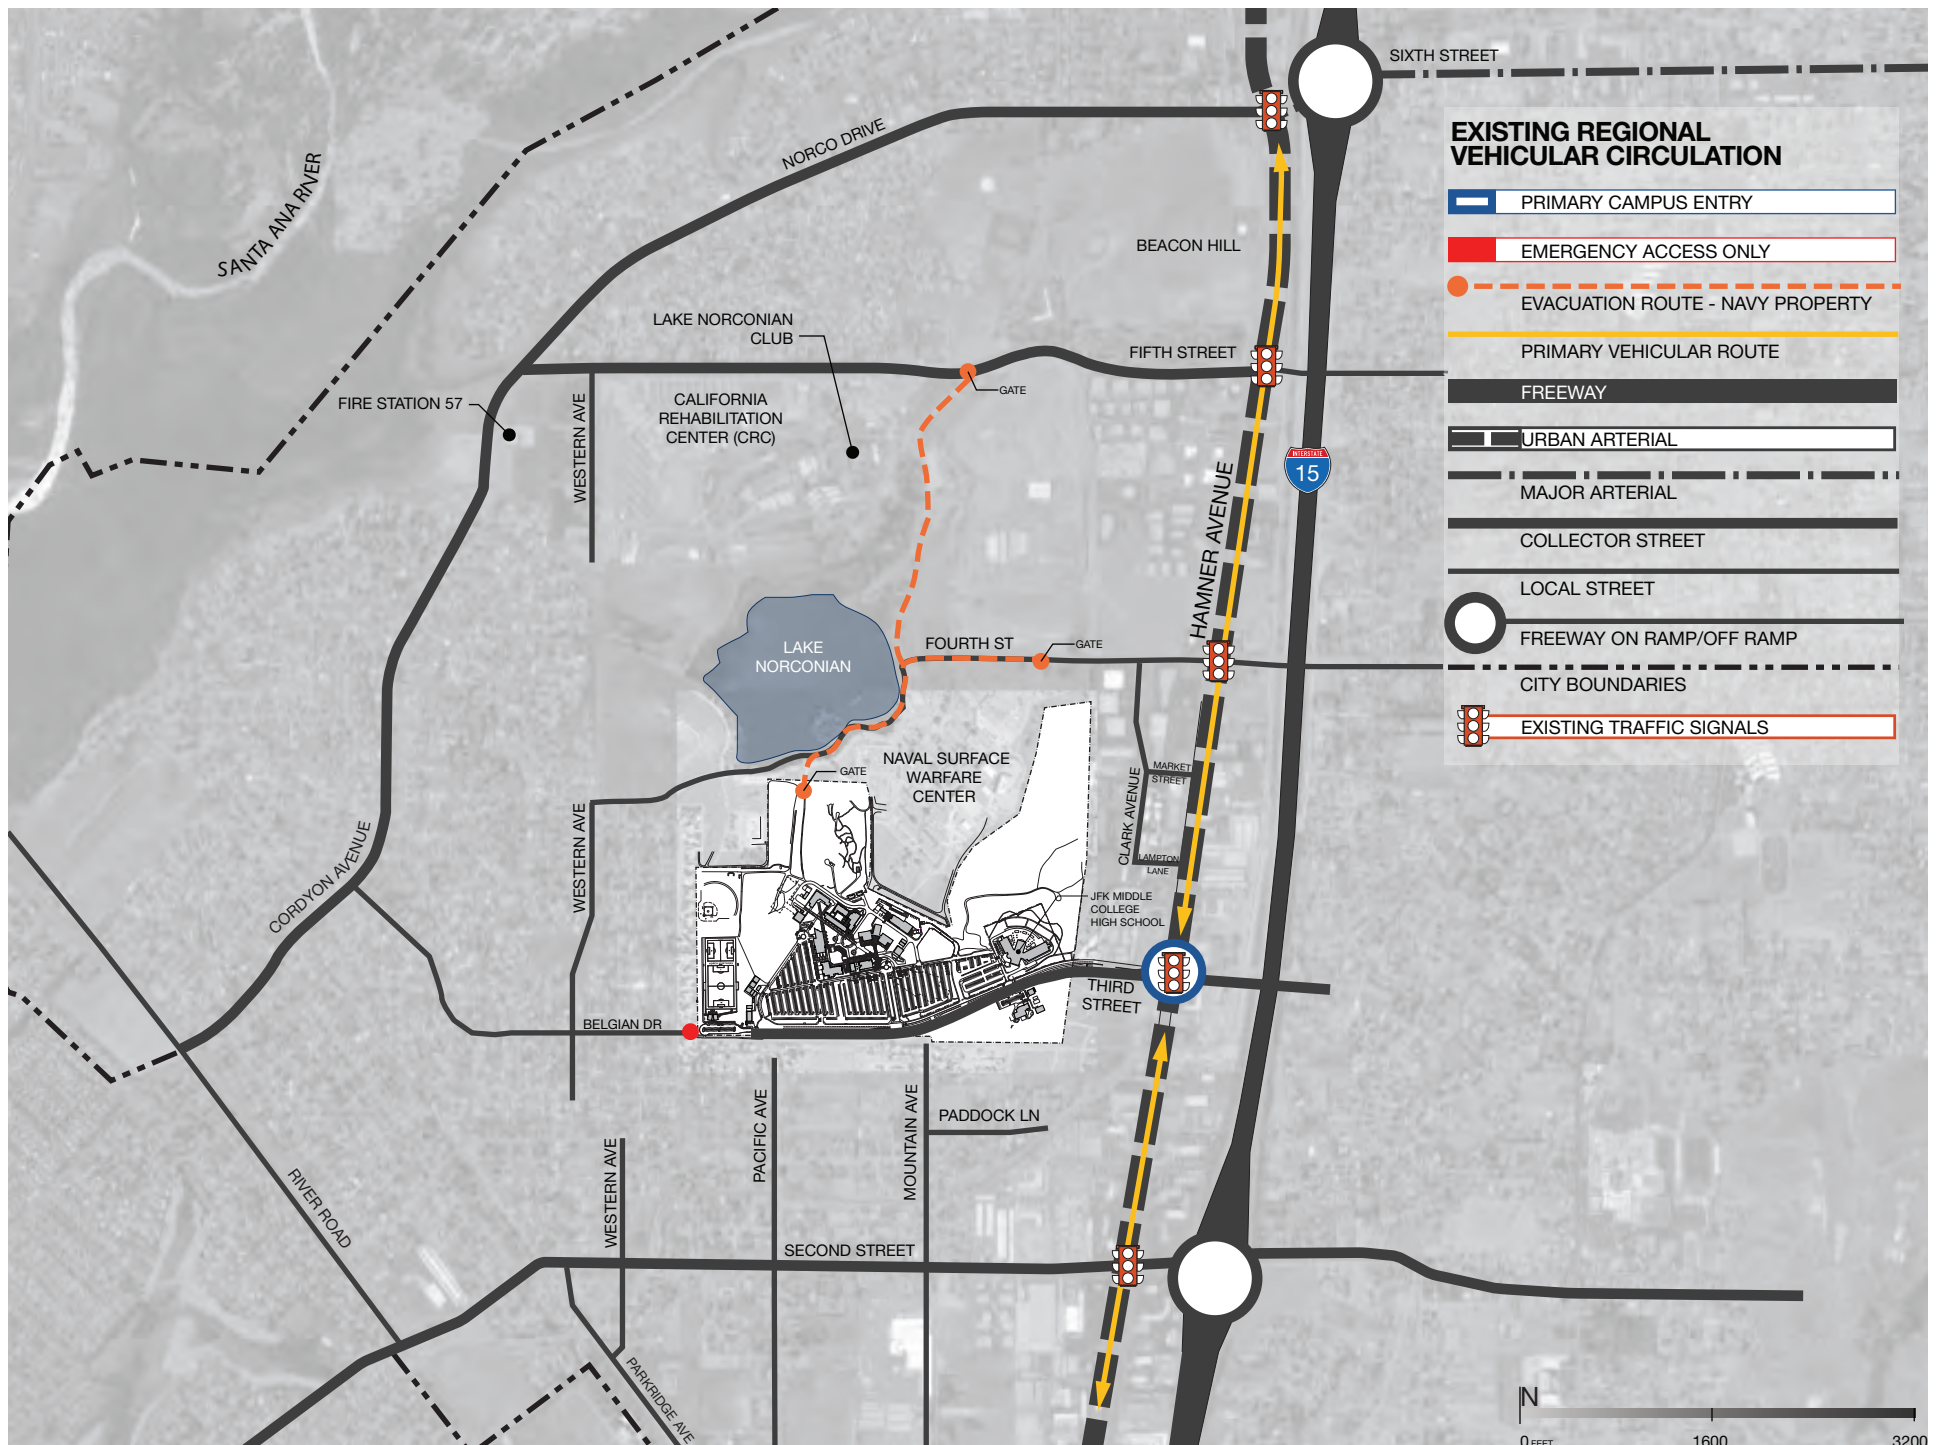 SIXTH STREET
EXISTING REGIONAL
VEHICULAR CIRCULATION
PRIMARY CAMPUS ENTRY
EMERGENCY ACCESS ONLY
EVACUATION ROUTE - NAVY PROPERTY
PRIMARY VEHICULAR ROUTE
FREEWAY
URBAN ARTERIAL
MAJOR ARTERIAL
COLLECTOR STREET
LOCAL STREET
FREEWAY ON RAMP/OFF RAMP
CITY BOUNDARIES
EXISTING TRAFFIC SIGNALS
NORCO DRIVE
SANTA ANA RIVER
BEACON HILL
LAKE NORCONIAN
CLUB
FIFTH STREET
GATE
FIRE STATION 57
WESTERN AVE
CALIFORNIA
REHABILITATION
CENTER (CRC)
HAMNER AVENUE
INTERSTATE
15
LAKE
NORCONIAN
FOURTH ST
GATE
NAVAL SURFACE
WARFARE
CENTER
GATE
MARKET
STREET
CLARK AVENUE
LAMPTON
LANE
CORDYON AVENUE
WESTERN AVE
JFK MIDDLE
COLLEGE
HIGH SCHOOL
THIRD
STREET
BELGIAN DR
PACIFIC AVE
MOUNTAIN AVE
PADDOCK LN
WESTERN AVE
RIVER ROAD
SECOND STREET
PARKRIDGE AVE
N
0 FEET
1600
3200